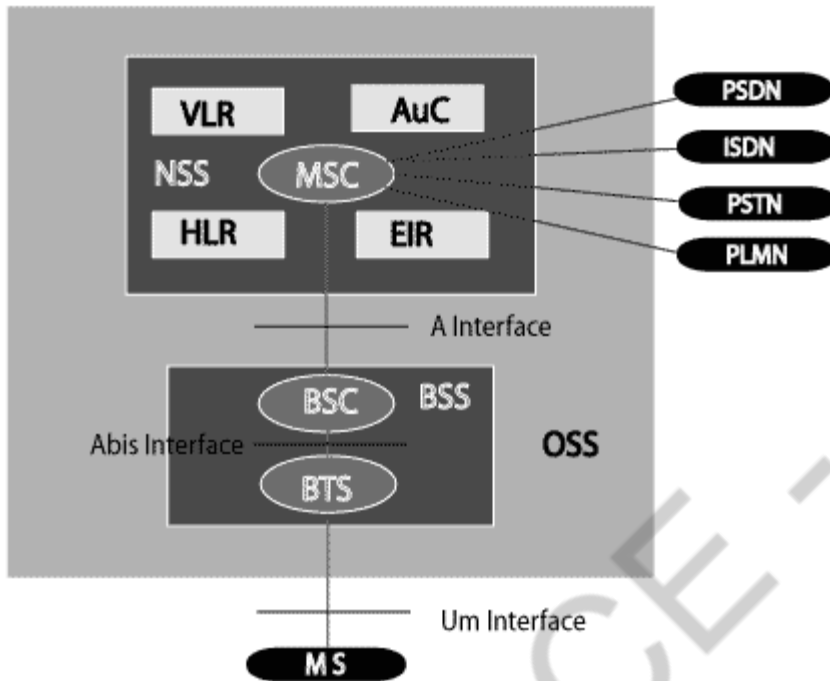 PSDN
VLR AuC
ISDN
NSS MSC
PSTN
HLR EIR
PLMN
A Interface
BSC BSS
Abis Interface OSS
BTS
Um Interface
MS
CE -